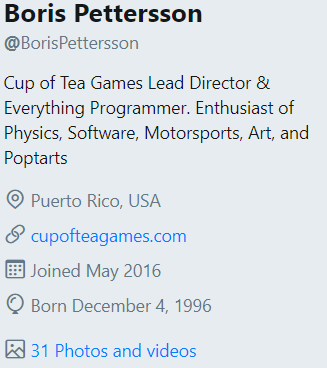 Boris Pettersson
@BorisPettersson
Cup of Tea Games Lead Director &
Everything Programmer. Enthusiast of
Physics, Software, Motorsports, Art, and
Poptarts
Puerto Rico, USA
cupofteagames.com
Joined May 2016
Born December 4, 1996
31 Photos and videos